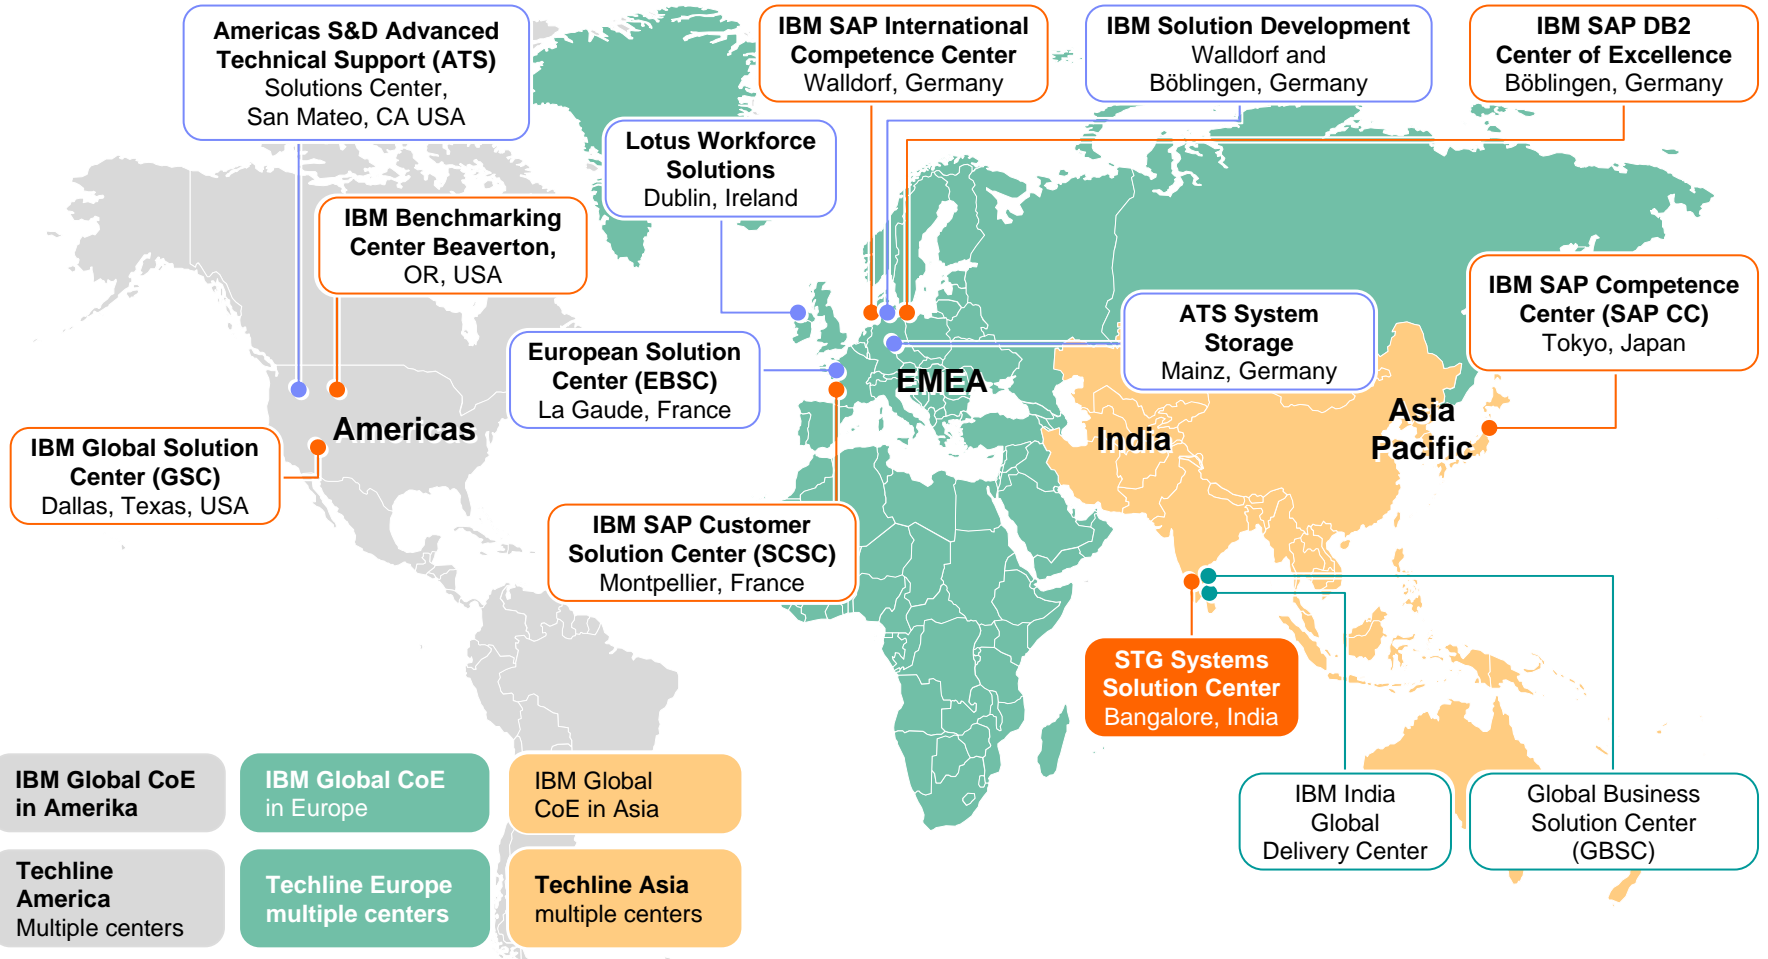 Americas S&D Advanced
Technical Support (ATS)
Solutions Center,
San Mateo, CA USA
IBM SAP International
Competence Center
Walldorf, Germany
IBM Solution Development
Walldorf and
Böblingen, Germany
IBM SAP DB2
Center of Excellence
Böblingen, Germany
Lotus Workforce
Solutions
Dublin, Ireland
IBM Benchmarking
Center Beaverton,
OR, USA
IBM SAP Competence
Center (SAP CC)
Tokyo, Japan
ATS System
Storage
Mainz, Germany
European Solution
Center (EBSC)
La Gaude, France
EMEA
Americas
India
Asia
Pacific
IBM Global Solution
Center (GSC)
Dallas, Texas, USA
IBM SAP Customer
Solution Center (SCSC)
Montpellier, France
STG Systems
Solution Center
Bangalore, India
IBM Global CoE
in Amerika
IBM Global CoE
in Europe
IBM Global
CoE in Asia
IBM India
Global
Delivery Center
Global Business
Solution Center
(GBSC)
Techline
America
Multiple centers
Techline Europe
multiple centers
Techline Asia
multiple centers